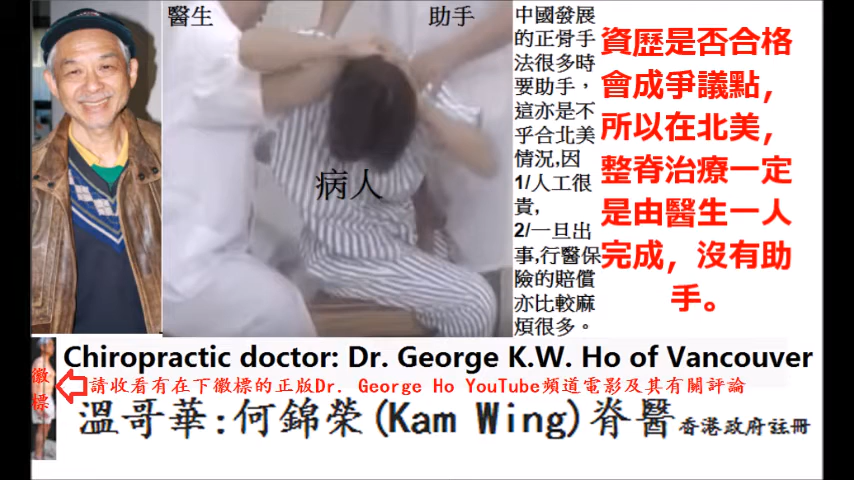 醫生
助手
病人
中國發展
的正骨手
法很多時
要助手，
這亦是不
乎合北美
情況,因
1/人工很
貴,
2/一旦出
事,行醫保
險的賠償
亦比較麻
煩很多。
資歷是否合格
會成爭議點，
所以在北美，
整脊治療一定
是由醫生一人
完成，沒有助
手。
Chiropractic doctor: Dr. George K.W. Ho of Vancouver
徽
標
請收看有在下徽標的正版Dr. George Ho YouTube頻道電影及其有關評論
溫哥華:何錦榮(Kam Wing)脊醫香港政府註冊